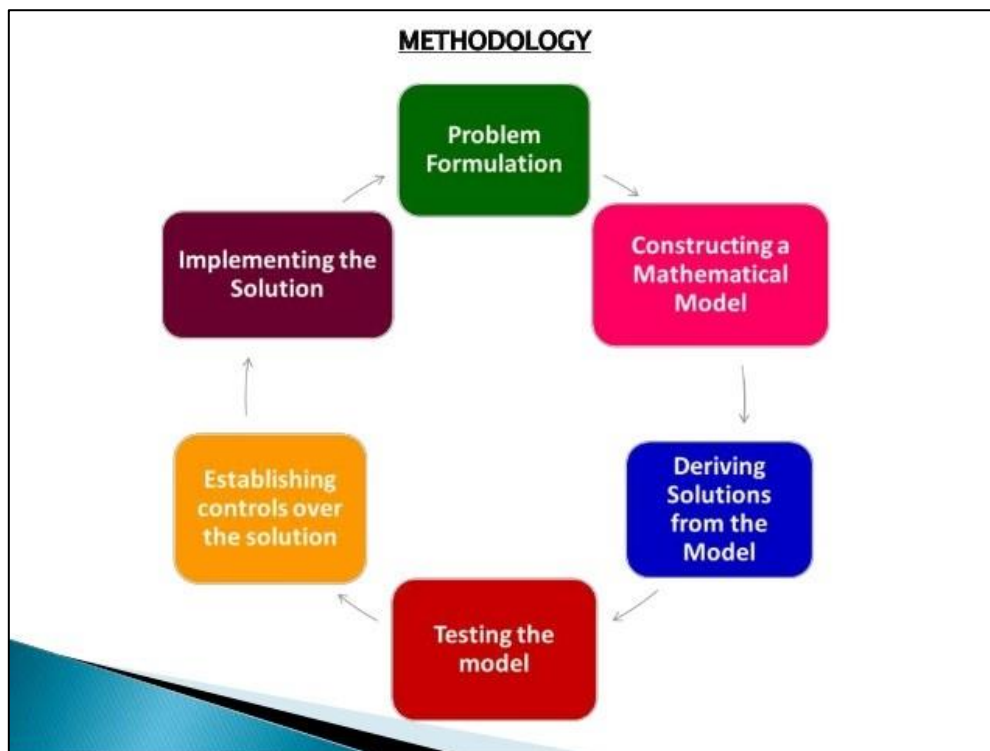 METHODOLOGY
Problem
Formulation
Constructing a
Mathematical
Model
Deriving
Solutions
from the
Model
Testing the
model
Establishing
controls over
the solution
Implementing the
Solution